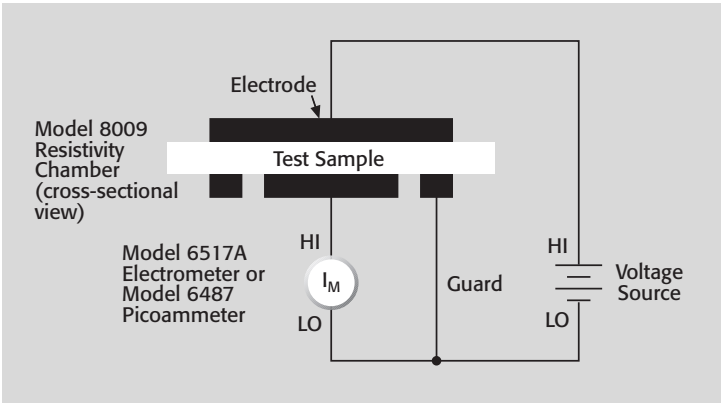 Electrode
Model 8009
Resistivity
Chamber
(cross-sectional
view)
Test Sample
Model 6517A
Electrometer or
Model 6487
Picoammeter
HI
IM
LO
Guard
HI
Voltage
Source
LO